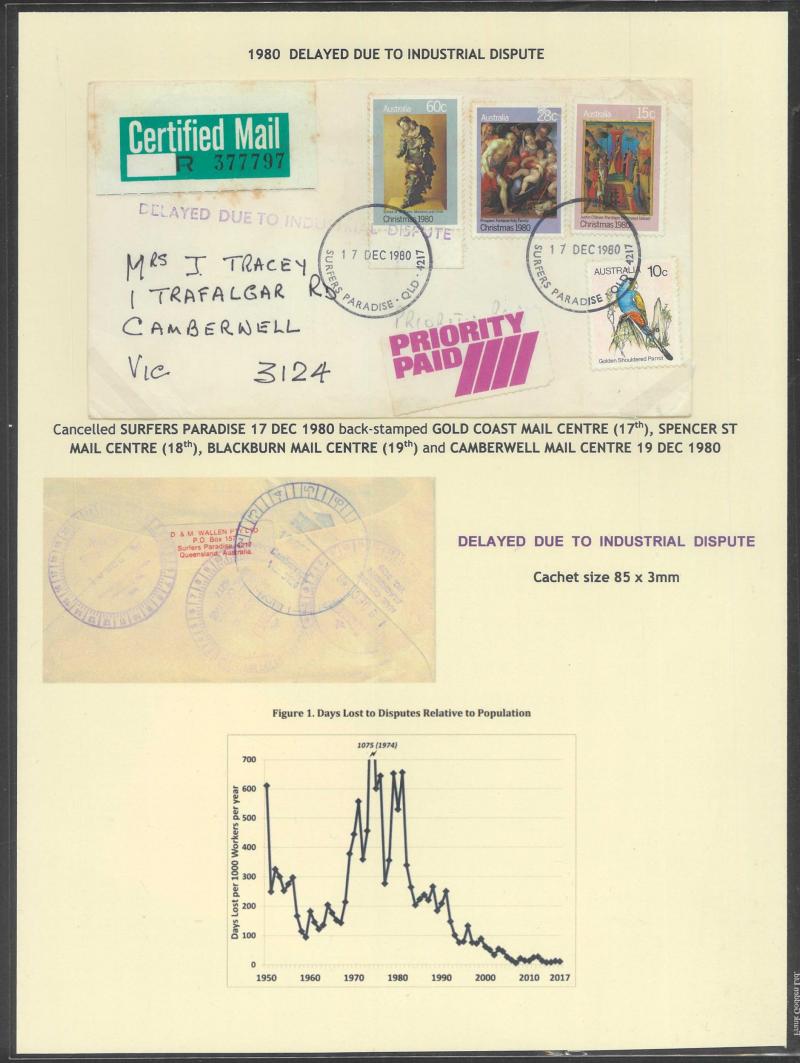 1980 DELAYED DUE TO INDUSTRIAL DISPUTE
Certified Mail
R 377797
Australia 60c
Christmas 1980
Australia 28c
Christmas 1980
Australia 15c
Christmas 1980
DELAYED DUE TO INDUSTRIAL DISPUTE
17 DEC 1980
SURFERS PARADISE · QLD · 4217
17 DEC 1980
SURFERS PARADISE · QLD · 4217
AUSTRALIA 10c
Golden Shouldered Parrot
MRS J. TRACEY
1 TRAFALGAR RD
CAMBERWELL
VIC 3124
PRIORITY
PRIORITY
PAID
Cancelled SURFERS PARADISE 17 DEC 1980 back-stamped GOLD COAST MAIL CENTRE (17th), SPENCER ST
MAIL CENTRE (18th), BLACKBURN MAIL CENTRE (19th) and CAMBERWELL MAIL CENTRE 19 DEC 1980
D & M WALLEN PTY LTD
P.O. Box 157
Surfers Paradise 4217
Queensland, Australia.
DELAYED DUE TO INDUSTRIAL DISPUTE
Cachet size 85 x 3mm
Figure 1. Days Lost to Disputes Relative to Population
1075 (1974)
Days Lost per 1000 Workers per year
700
600
500
400
300
200
100
0
1950 1960 1970 1980 1990 2000 2010 2017